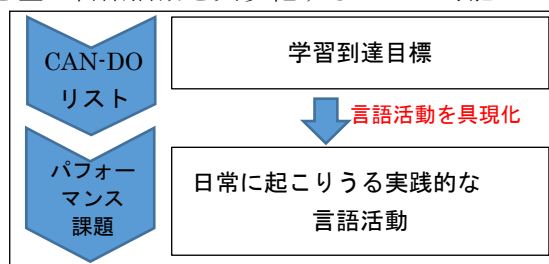 CAN-DO
リスト
学習到達目標
言語活動を具現化
パフォー
マンス
課題
日常に起こりうる実践的な
言語活動